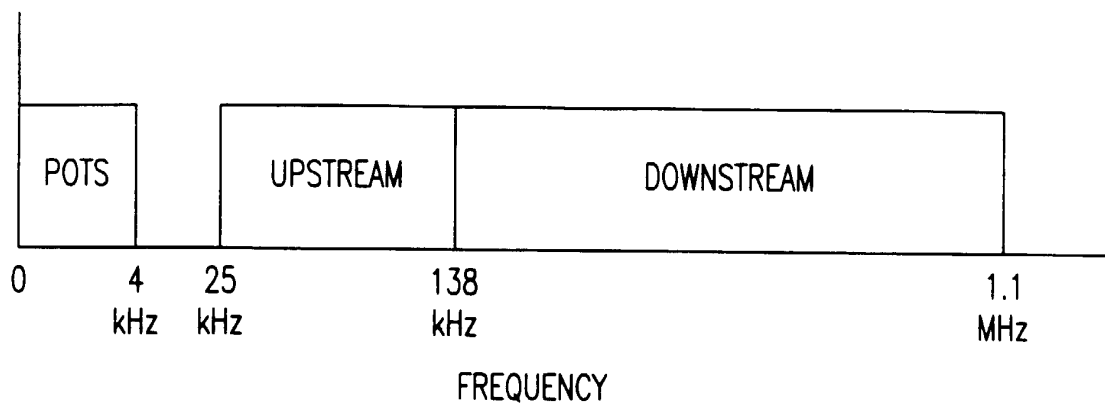 POTS
UPSTREAM
DOWNSTREAM
0
4
kHz
25
kHz
138
kHz
1.1
MHz
FREQUENCY